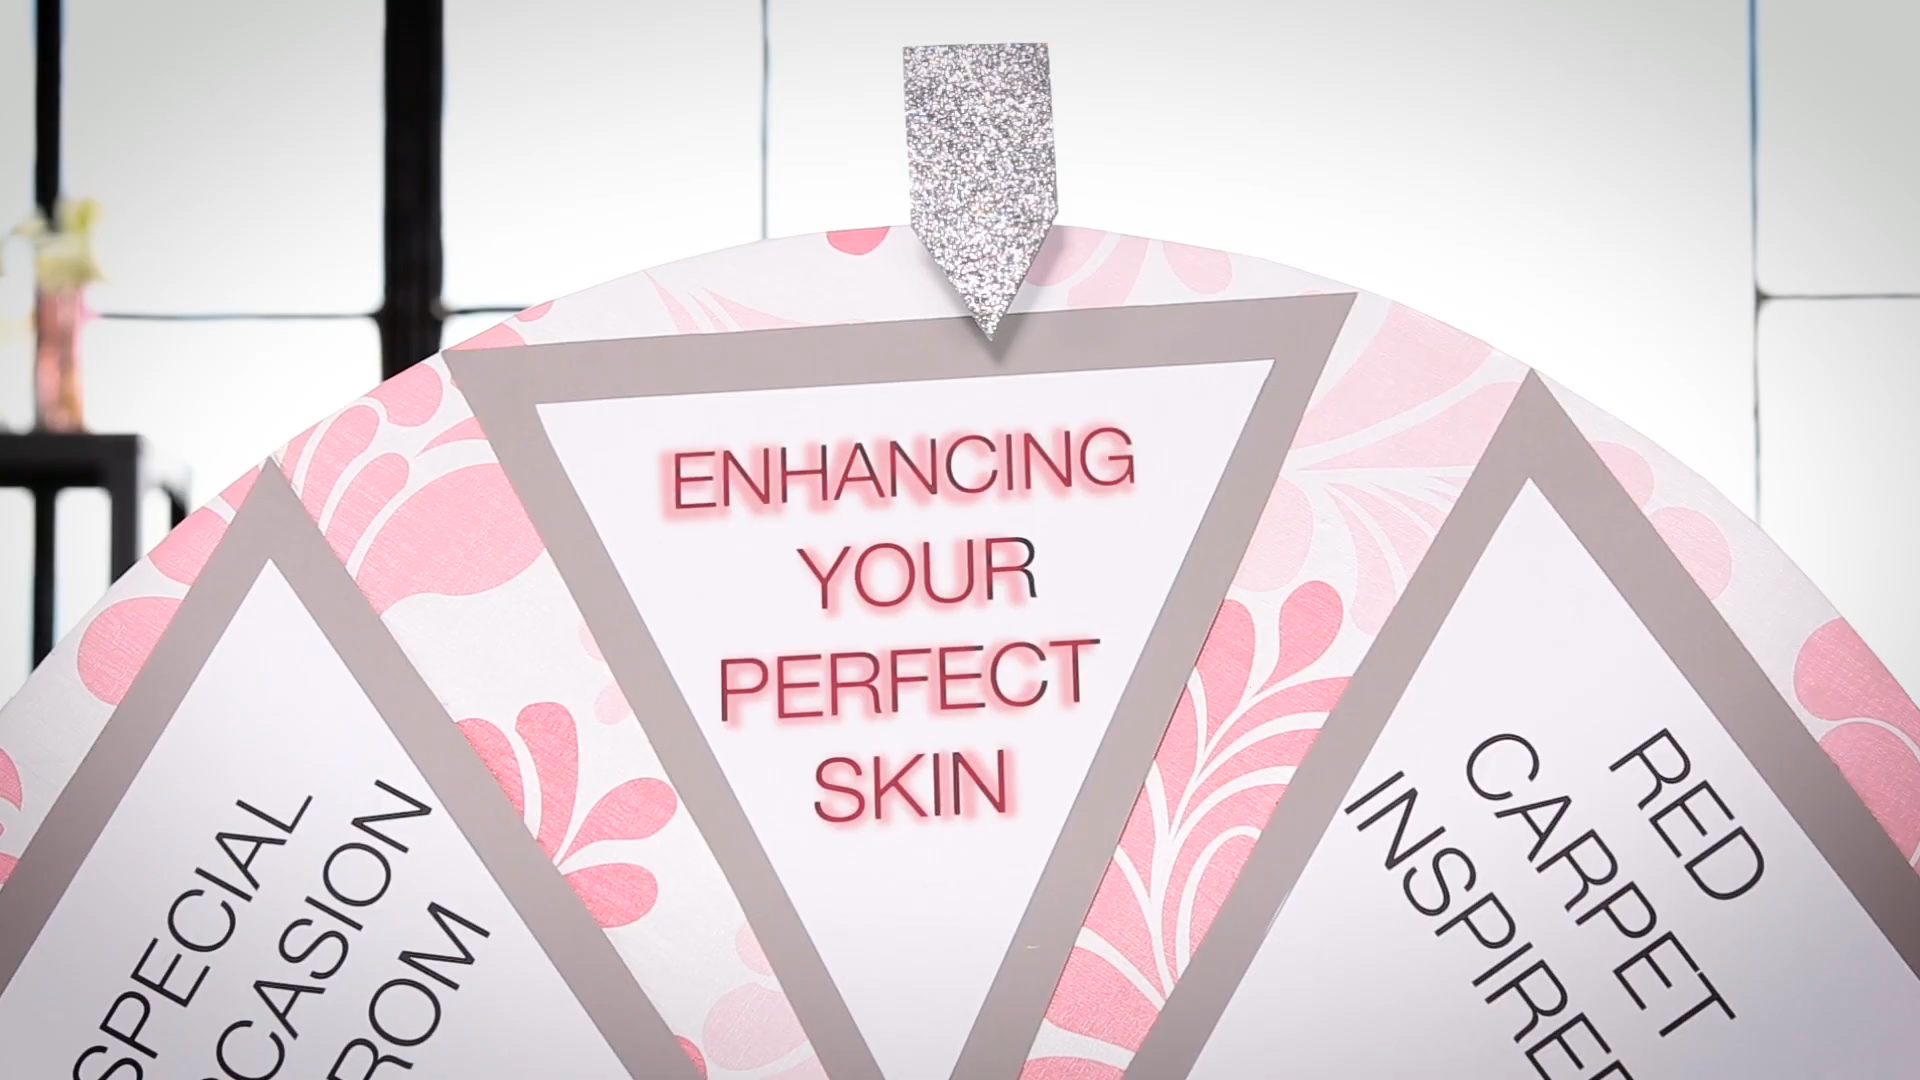 ENHANCING
YOUR
PERFECT
SKIN
SPECIAL
RED
CARPET